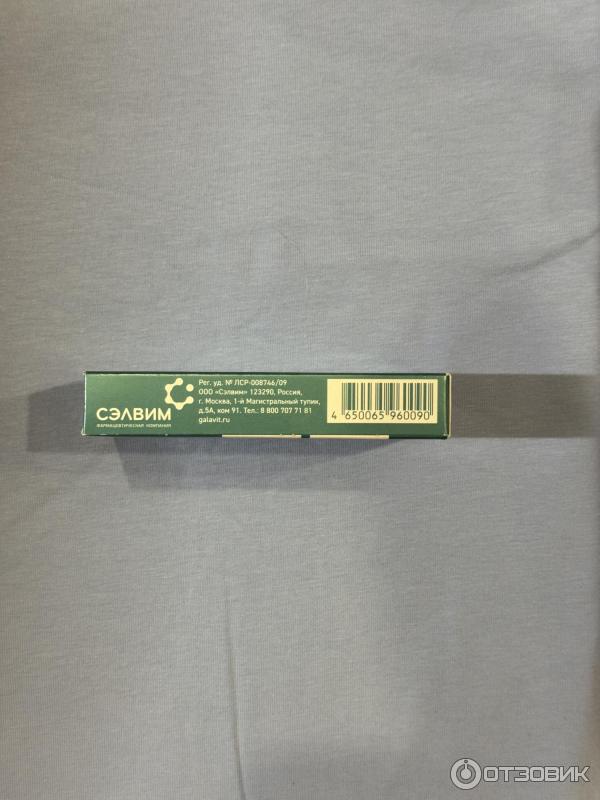 СЭЛВИМ
ФАРМАЦЕВТИЧЕСКАЯ КОМПАНИЯ
Рег. уд. № ЛСР-008746/09
ООО «Сэлвим» 123290, Россия,
г. Москва, 1-й Магистральный тупик,
д.5А, ком 91. Тел.: 8 800 707 71 81
galavit.ru
4 650065 960090
ОТЗОВИК